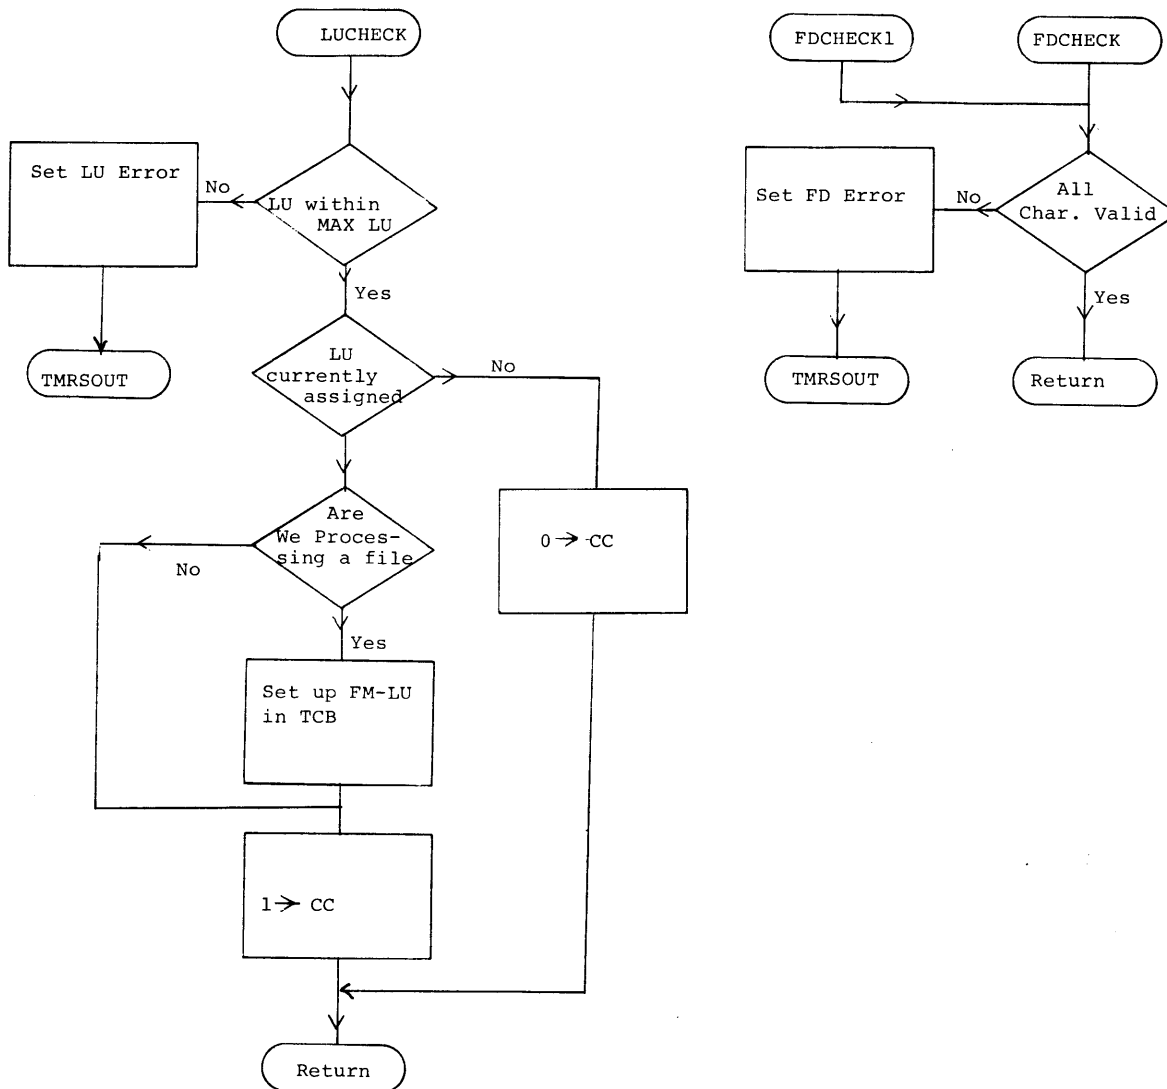 LUCHECK
Set LU Error
No
LU within
MAX LU
Yes
TMRSOUT
LU
currently
assigned
No
Are
We Proces-
sing a file
No
0 → CC
Yes
Set up FM-LU
in TCB
1 → CC
Return
FDCHECK1
FDCHECK
Set FD Error
No
All
Char. Valid
Yes
TMRSOUT
Return